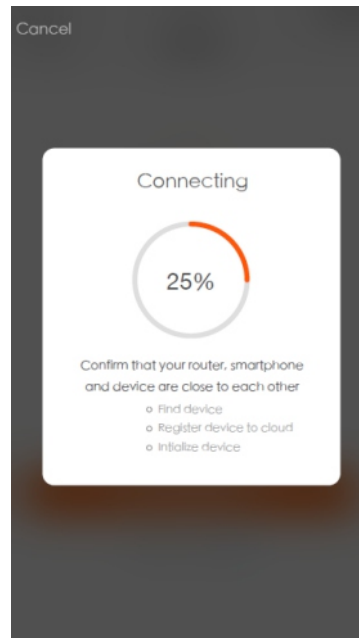 Cancel
Connecting
25%
Confirm that your router, smartphone
and device are close to each other
Find device
Register device to cloud
Intialize device